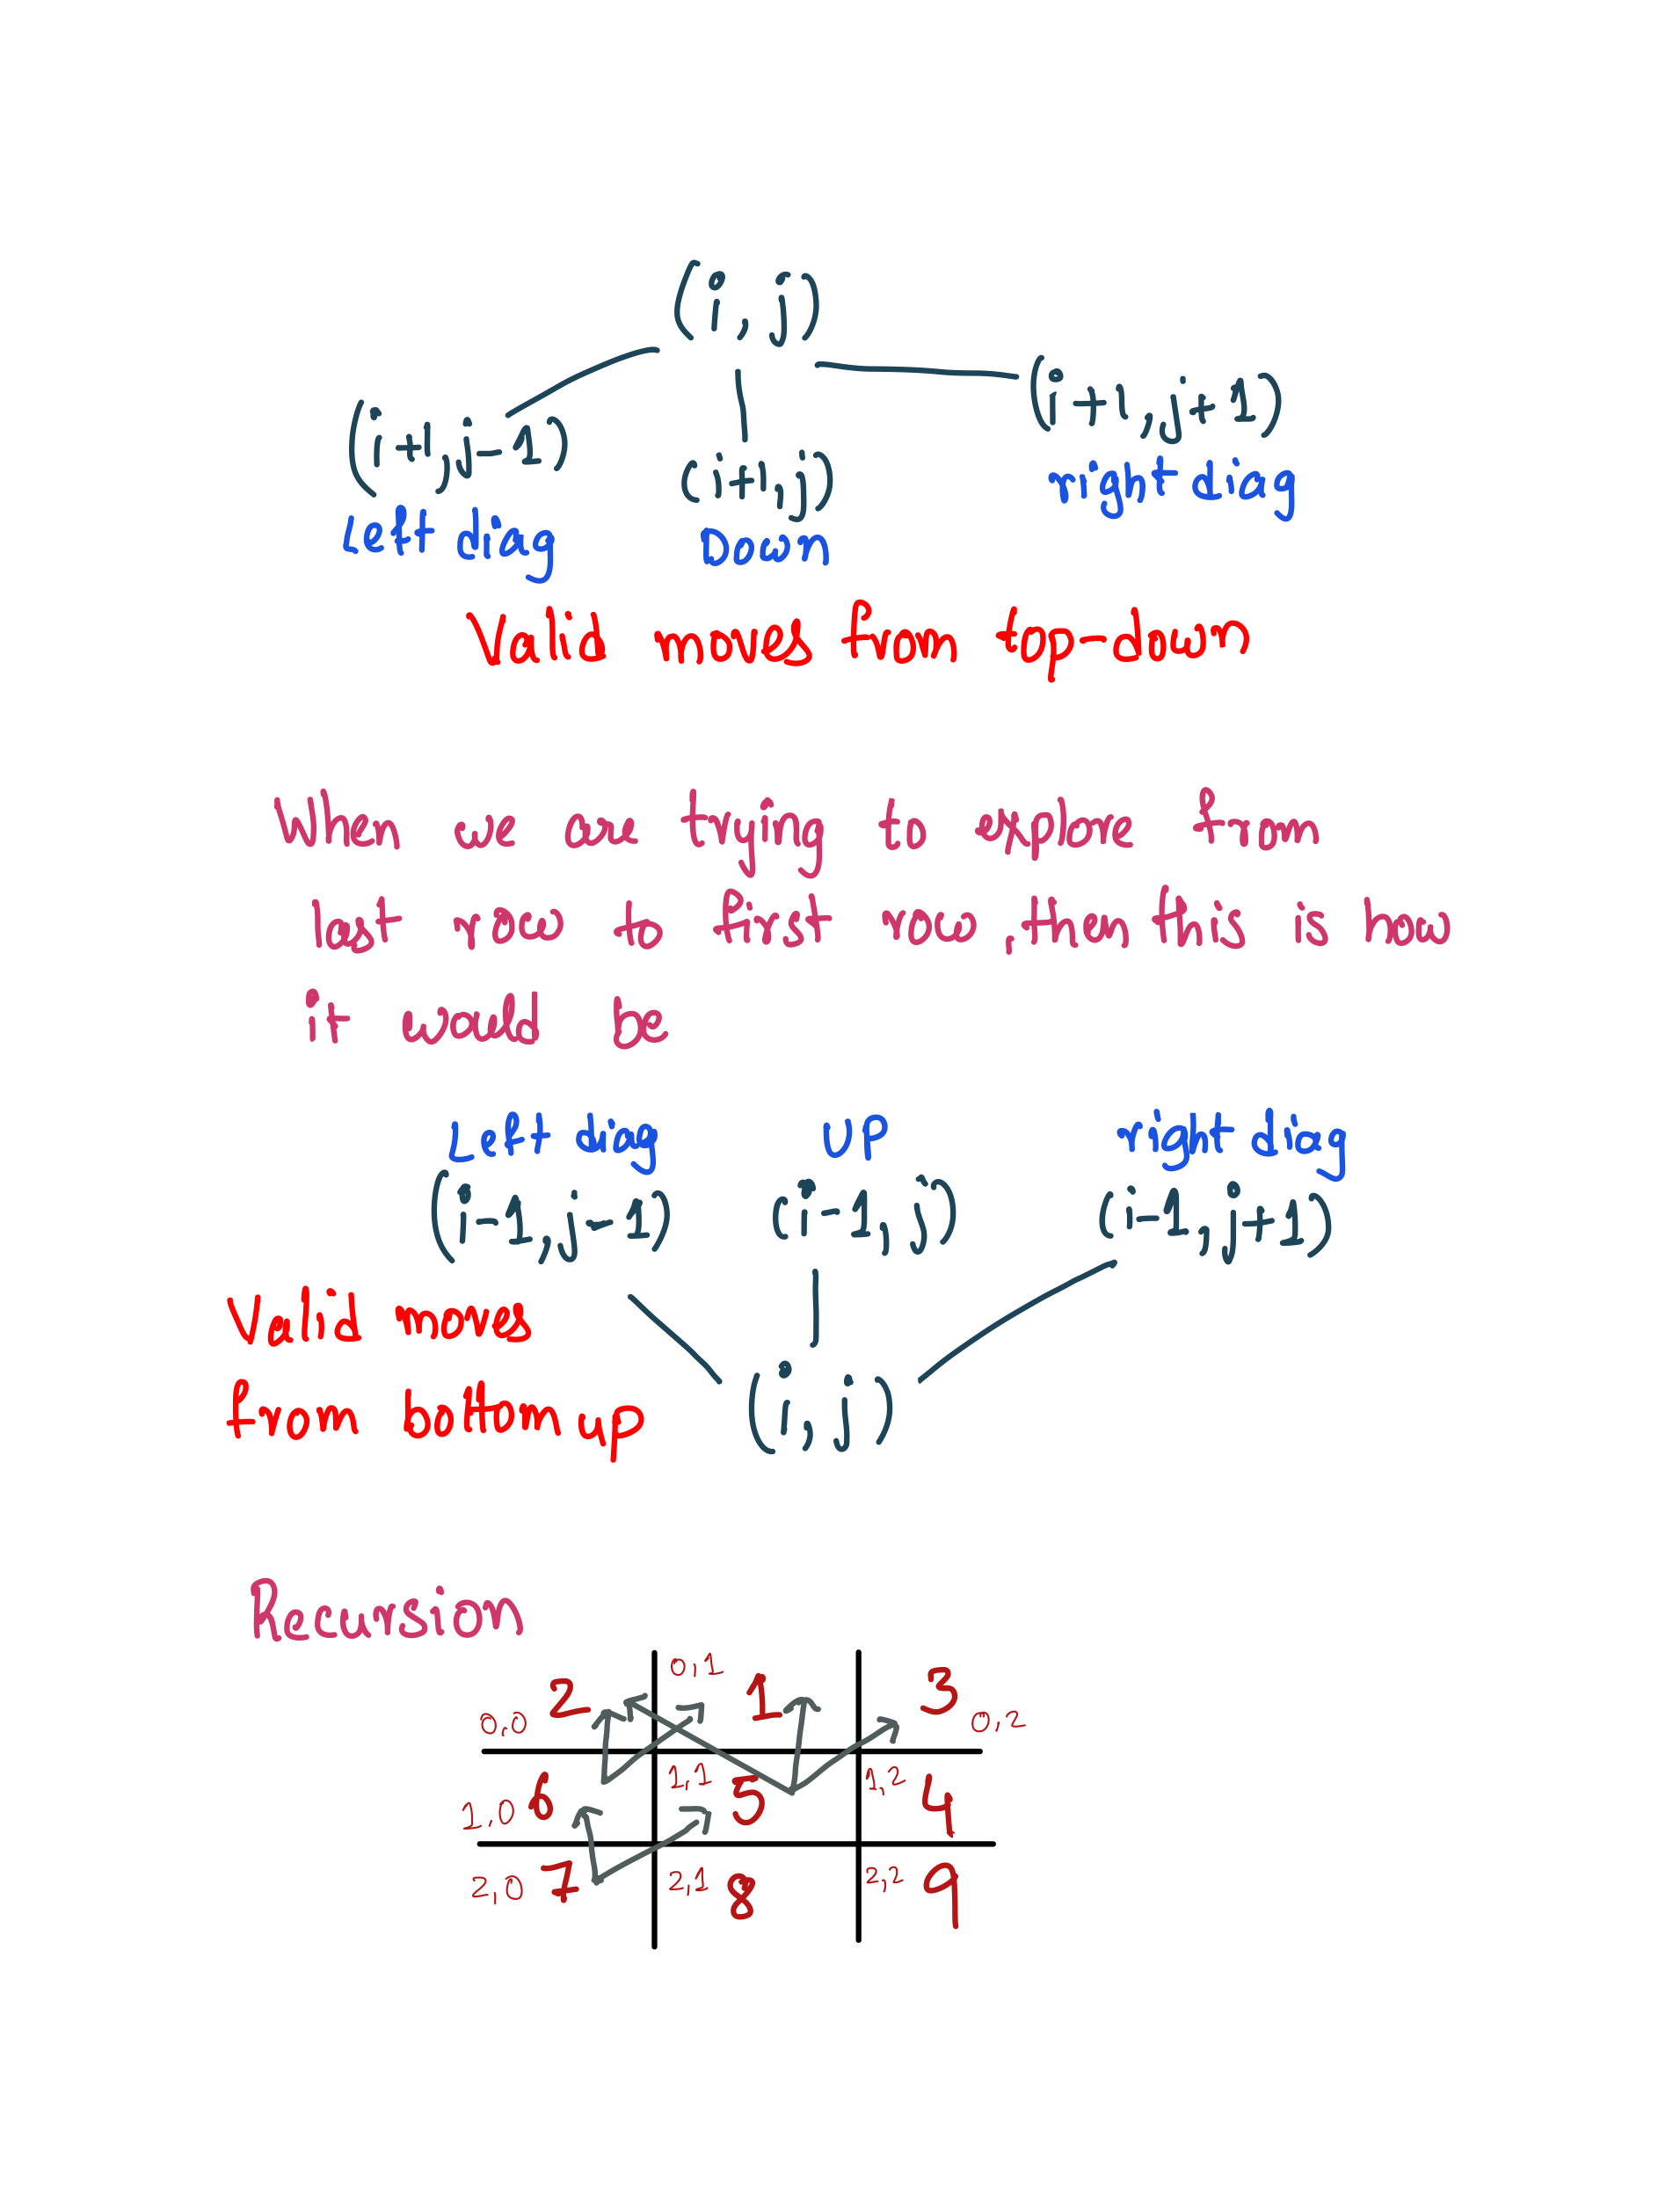 (i, j)
(i+1, j-1) (i+1, j) (i+1, j+1)
Left diag Down right diag
Valid moves from top-down
When we are trying to explore from
last row to first row, then this is how
it would be
Left diag UP right diag
(i-1, j-1) (i-1, j) (i-1, j+1)
Valid moves
from bottom up
(i, j)
Recursion
0,0 2 0,1 1 3 0,2
1,0 6 1,1 5 1,2 4
2,0 7 2,1 8 2,2 9